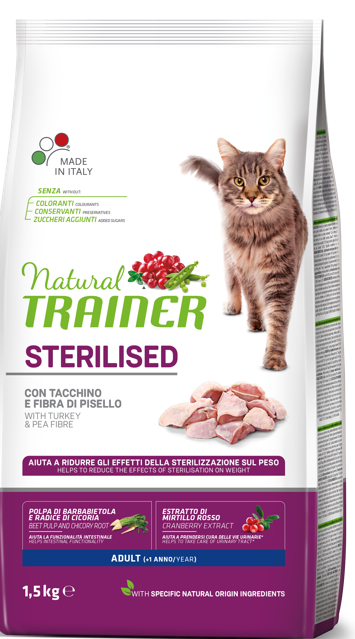 MADE
IN ITALY
SENZA WITHOUT:
COLORANTI COLOURANTS
CONSERVANTI PRESERVATIVES
ZUCCHERI AGGIUNTI ADDED SUGARS
Natural
TRAINER
STERILISED
CON TACCHINO
E FIBRA DI PISELLO
WITH TURKEY
& PEA FIBRE
AIUTA A RIDURRE GLI EFFETTI DELLA STERILIZZAZIONE SUL PESO
HELPS TO REDUCE THE EFFECTS OF STERILISATION ON WEIGHT
POLPA DI BARBABIETOLA
E RADICE DI CICORIA
BEET PULP AND CHICORY ROOT
AIUTA LA FUNZIONALITÀ INTESTINALE
HELPS INTESTINAL FUNCTIONALITY
ESTRATTO DI
MIRTILLO ROSSO
CRANBERRY EXTRACT
AIUTA A PRENDERSI CURA DELLE VIE URINARIE*
HELPS TO TAKE CARE OF URINARY TRACT*
ADULT (+1 ANNO/YEAR)
1,5 kg ℮
WITH SPECIFIC NATURAL ORIGIN INGREDIENTS